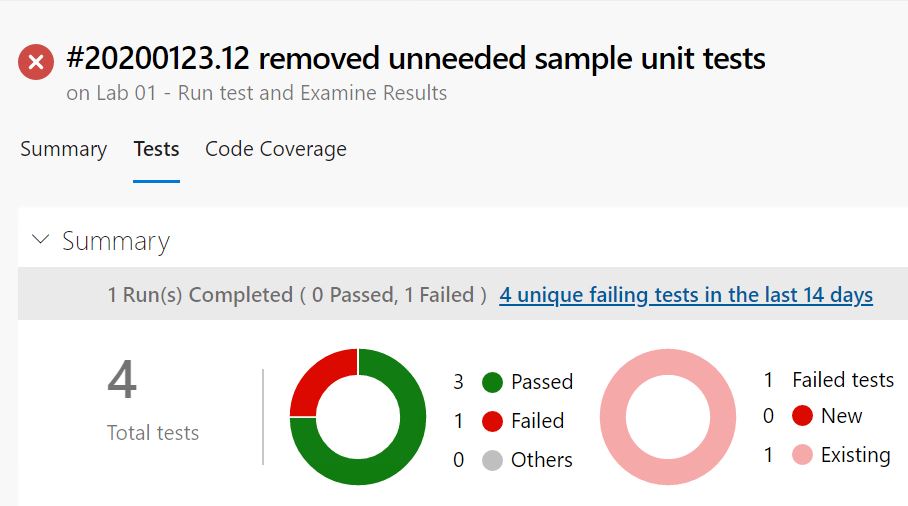 #20200123.12 removed unneeded sample unit tests
on Lab 01 - Run test and Examine Results
Summary Tests Code Coverage
Summary
1 Run(s) Completed ( 0 Passed, 1 Failed ) 4 unique failing tests in the last 14 days
4
Total tests
3 Passed
1 Failed
0 Others
1 Failed tests
0 New
1 Existing